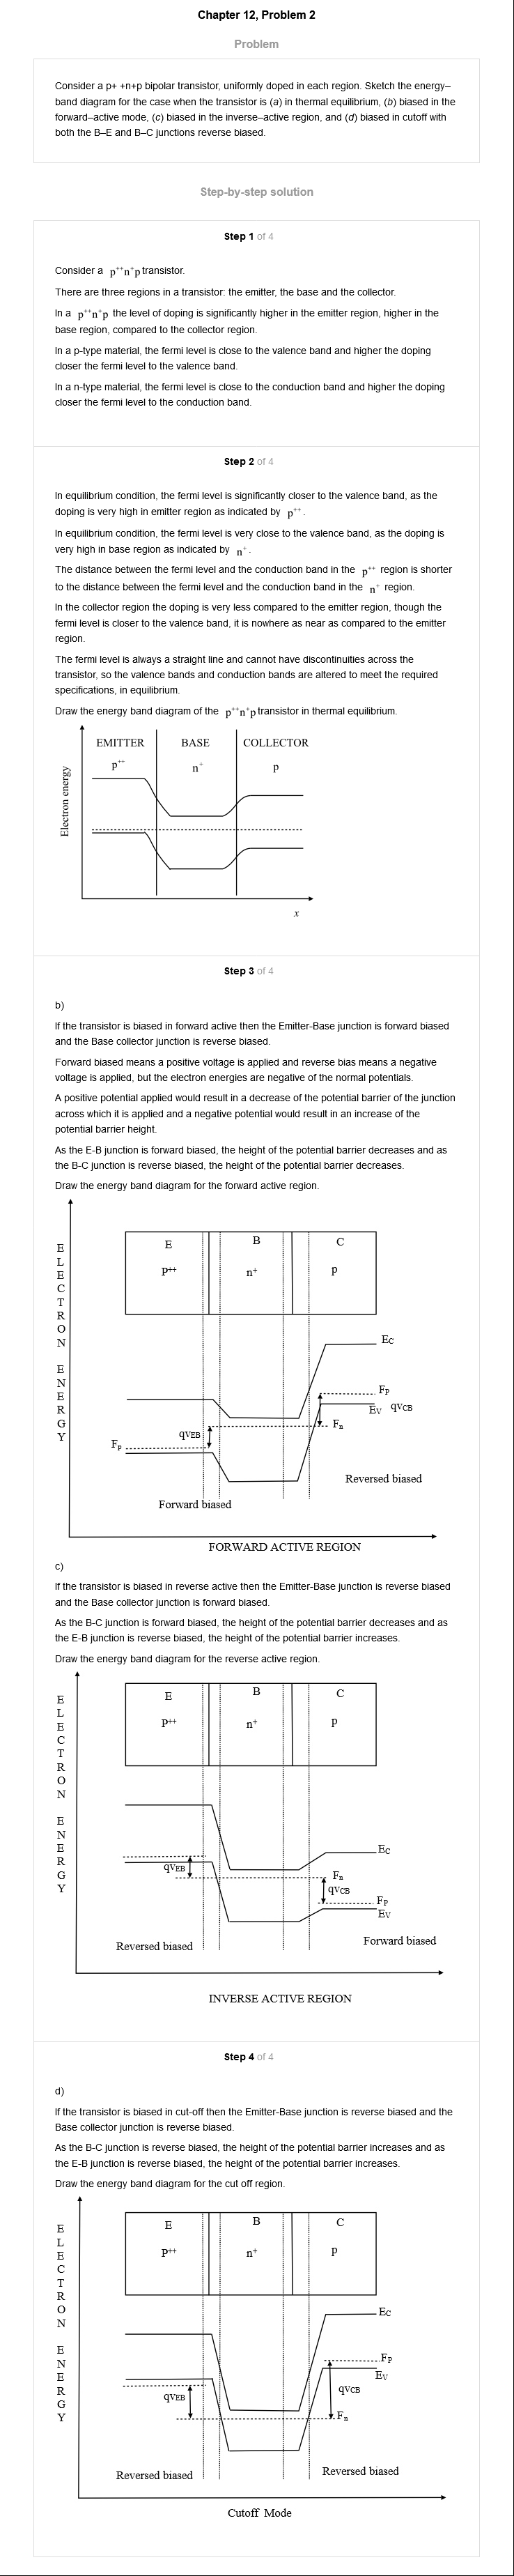 Chapter 12, Problem 2
Problem
Consider a p+ +n+p bipolar transistor, uniformly doped in each region. Sketch the energy–
band diagram for the case when the transistor is (a) in thermal equilibrium, (b) biased in the
forward–active mode, (c) biased in the inverse–active region, and (d) biased in cutoff with
both the B–E and B–C junctions reverse biased.
Step-by-step solution
Step 1 of 4
Consider a p⁺⁺n⁺p transistor.
There are three regions in a transistor: the emitter, the base and the collector.
In a p⁺⁺n⁺p the level of doping is significantly higher in the emitter region, higher in the
base region, compared to the collector region.
In a p-type material, the fermi level is close to the valence band and higher the doping
closer the fermi level to the valence band.
In a n-type material, the fermi level is close to the conduction band and higher the doping
closer the fermi level to the conduction band.
Step 2 of 4
In equilibrium condition, the fermi level is significantly closer to the valence band, as the
doping is very high in emitter region as indicated by p⁺⁺.
In equilibrium condition, the fermi level is very close to the valence band, as the doping is
very high in base region as indicated by n⁺.
The distance between the fermi level and the conduction band in the p⁺⁺ region is shorter
to the distance between the fermi level and the conduction band in the n⁺ region.
In the collector region the doping is very less compared to the emitter region, though the
fermi level is closer to the valence band, it is nowhere as near as compared to the emitter
region.
The fermi level is always a straight line and cannot have discontinuities across the
transistor, so the valence bands and conduction bands are altered to meet the required
specifications, in equilibrium.
Draw the energy band diagram of the p⁺⁺n⁺p transistor in thermal equilibrium.
EMITTER BASE COLLECTOR
p⁺⁺ n⁺ p
Electron energy
x
Step 3 of 4
b)
If the transistor is biased in forward active then the Emitter-Base junction is forward biased
and the Base collector junction is reverse biased.
Forward biased means a positive voltage is applied and reverse bias means a negative
voltage is applied, but the electron energies are negative of the normal potentials.
A positive potential applied would result in a decrease of the potential barrier of the junction
across which it is applied and a negative potential would result in an increase of the
potential barrier height.
As the E-B junction is forward biased, the height of the potential barrier decreases and as
the B-C junction is reverse biased, the height of the potential barrier decreases.
Draw the energy band diagram for the forward active region.
ELECTRON ENERGY
E B C
P⁺⁺ n⁺ p
EC
FP
EV qVCB
Fn
qVEB
Fp
Reversed biased
Forward biased
FORWARD ACTIVE REGION
c)
If the transistor is biased in reverse active then the Emitter-Base junction is reverse biased
and the Base collector junction is forward biased.
As the B-C junction is forward biased, the height of the potential barrier decreases and as
the E-B junction is reverse biased, the height of the potential barrier increases.
Draw the energy band diagram for the reverse active region.
ELECTRON ENERGY
E B C
P⁺⁺ n⁺ p
EC
qVEB
Fn
qVCB
FP
EV
Forward biased
Reversed biased
INVERSE ACTIVE REGION
Step 4 of 4
d)
If the transistor is biased in cut-off then the Emitter-Base junction is reverse biased and the
Base collector junction is reverse biased.
As the B-C junction is reverse biased, the height of the potential barrier increases and as
the E-B junction is reverse biased, the height of the potential barrier increases.
Draw the energy band diagram for the cut off region.
ELECTRON ENERGY
E B C
P⁺⁺ n⁺ p
EC
FP
EV
qVCB
qVEB
Fn
Reversed biased
Reversed biased
Cutoff Mode